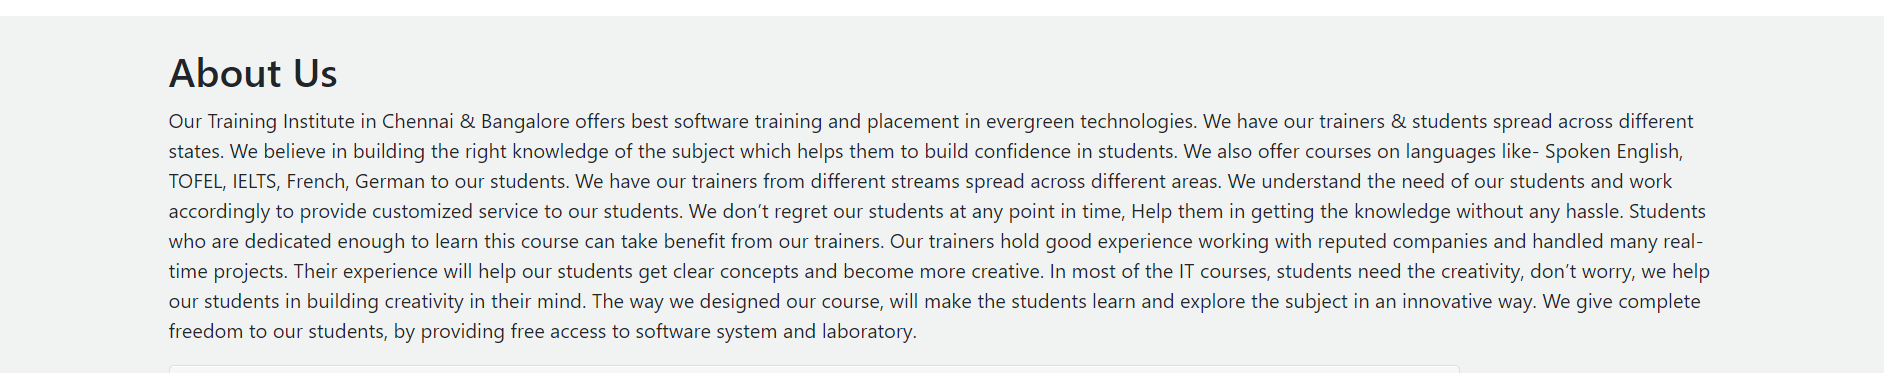 About Us
Our Training Institute in Chennai & Bangalore offers best software training and placement in evergreen technologies. We have our trainers & students spread across different
states. We believe in building the right knowledge of the subject which helps them to build confidence in students. We also offer courses on languages like- Spoken English,
TOFEL, IELTS, French, German to our students. We have our trainers from different streams spread across different areas. We understand the need of our students and work
accordingly to provide customized service to our students. We don’t regret our students at any point in time, Help them in getting the knowledge without any hassle. Students
who are dedicated enough to learn this course can take benefit from our trainers. Our trainers hold good experience working with reputed companies and handled many real-
time projects. Their experience will help our students get clear concepts and become more creative. In most of the IT courses, students need the creativity, don’t worry, we help
our students in building creativity in their mind. The way we designed our course, will make the students learn and explore the subject in an innovative way. We give complete
freedom to our students, by providing free access to software system and laboratory.